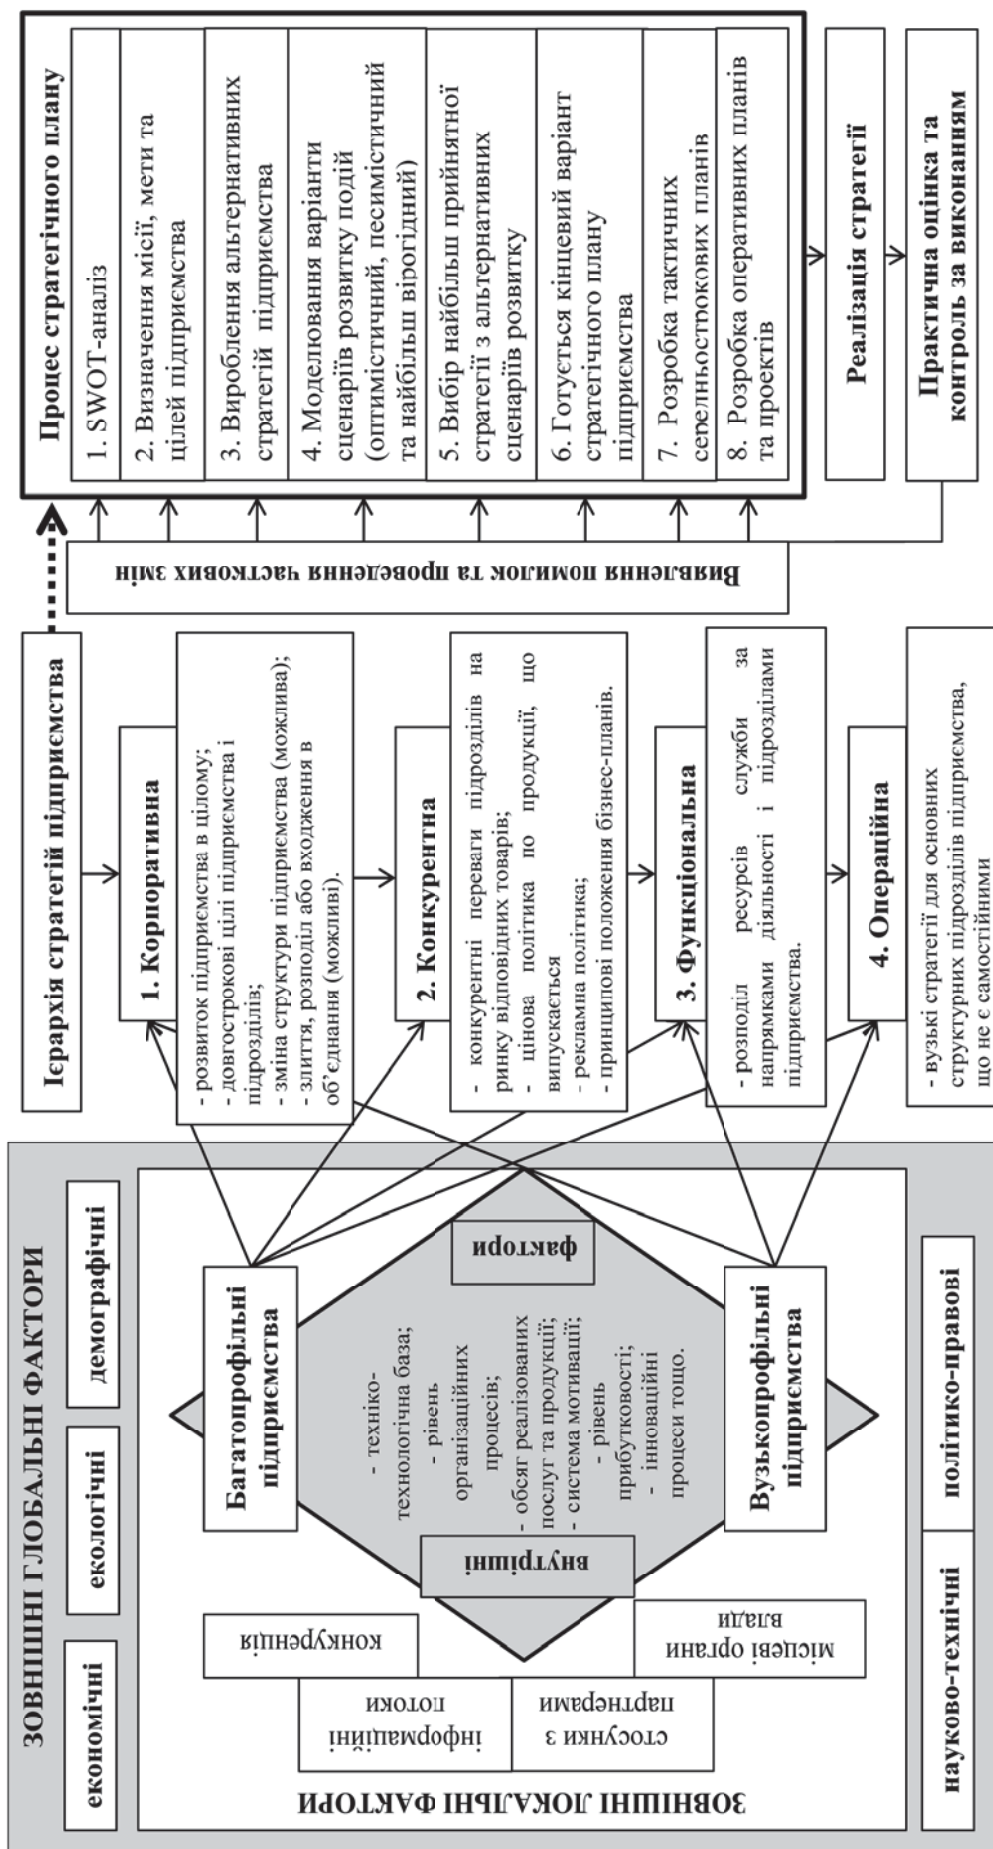 ЗОВНІШНІ ГЛОБАЛЬНІ ФАКТОРИ
економічні
екологічні
демографічні
ЗОВНІШНІ ЛОКАЛЬНІ ФАКТОРИ
конкуренція
інформаційні
потоки
стосунки з
партнерами
місцеві органи
влади
Багатопрофільні
підприємства
внутрішні
фактори
- техніко-
технологічна база;
- рівень
організаційних
процесів;
- обсяг реалізованих
послуг та продукції;
- система мотивації;
- рівень
прибутковості;
- інноваційні
процеси тощо.
Вузькопрофільні
підприємства
науково-технічні
політико-правові
Ієрархія стратегій підприємства
1. Корпоративна
- розвиток підприємства в цілому;
- довгострокові цілі підприємства і
підрозділів;
- зміна структури підприємства (можлива);
- злиття, розподіл або входження в
об’єднання (можливі).
2. Конкурентна
- конкурентні переваги підрозділів на
ринку відповідних товарів;
- цінова політика по продукції, що
випускається
- рекламна політика;
- принципові положення бізнес-планів.
3. Функціональна
- розподіл ресурсів служби за
напрямками діяльності і підрозділами
підприємства.
4. Операційна
- вузькі стратегії для основних
структурних підрозділів підприємства,
що не є самостійними
Виявлення помилок та проведення часткових змін
Процес стратегічного плану
1. SWOT-аналіз
2. Визначення місії, мети та
цілей підприємства
3. Вироблення альтернативних
стратегій підприємства
4. Моделювання варіанти
сценаріїв розвитку подій
(оптимістичний, песимістичний
та найбільш вірогідний)
5. Вибір найбільш прийнятної
стратегії з альтернативних
сценаріїв розвитку
6. Готується кінцевий варіант
стратегічного плану
підприємства
7. Розробка тактичних
середньострокових планів
8. Розробка оперативних планів
та проектів
Реалізація стратегії
Практична оцінка та
контроль за виконанням